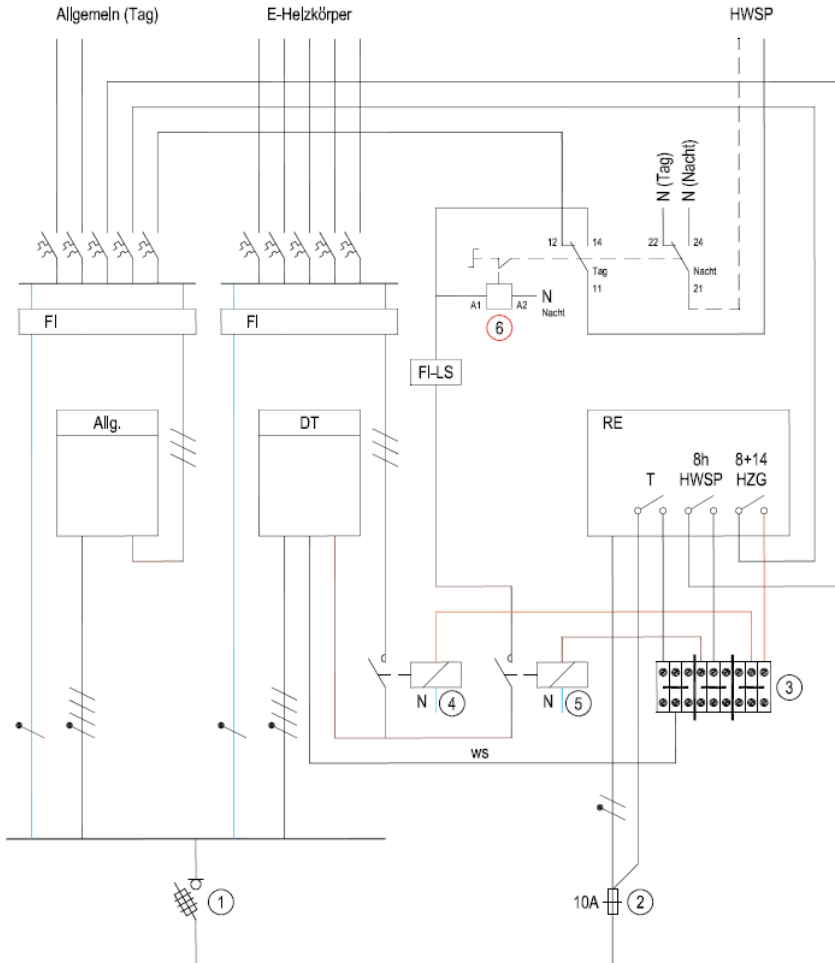 Allgemeln (Tag)
E-Helzkörper
HWSP
N (Tag)
N (Nacht)
12
14
22
24
Tag
Nacht
11
21
A1
A2
N
Nacht
6
FI
FI
FI-LS
Allg.
DT
RE
8h
8+14
T
HWSP
HZG
3
N
4
N
5
WS
1
10A
2